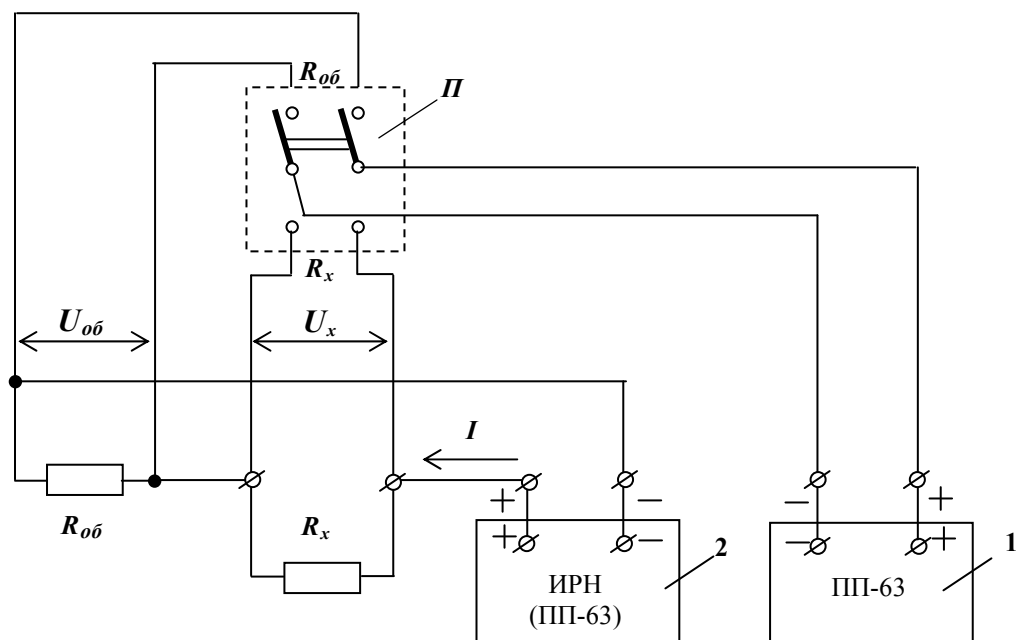 R_об
П
R_x
U_об
U_x
I
+ −
− +
R_об
R_x
+ −
− +
2
1
ИРН
(ПП-63)
ПП-63